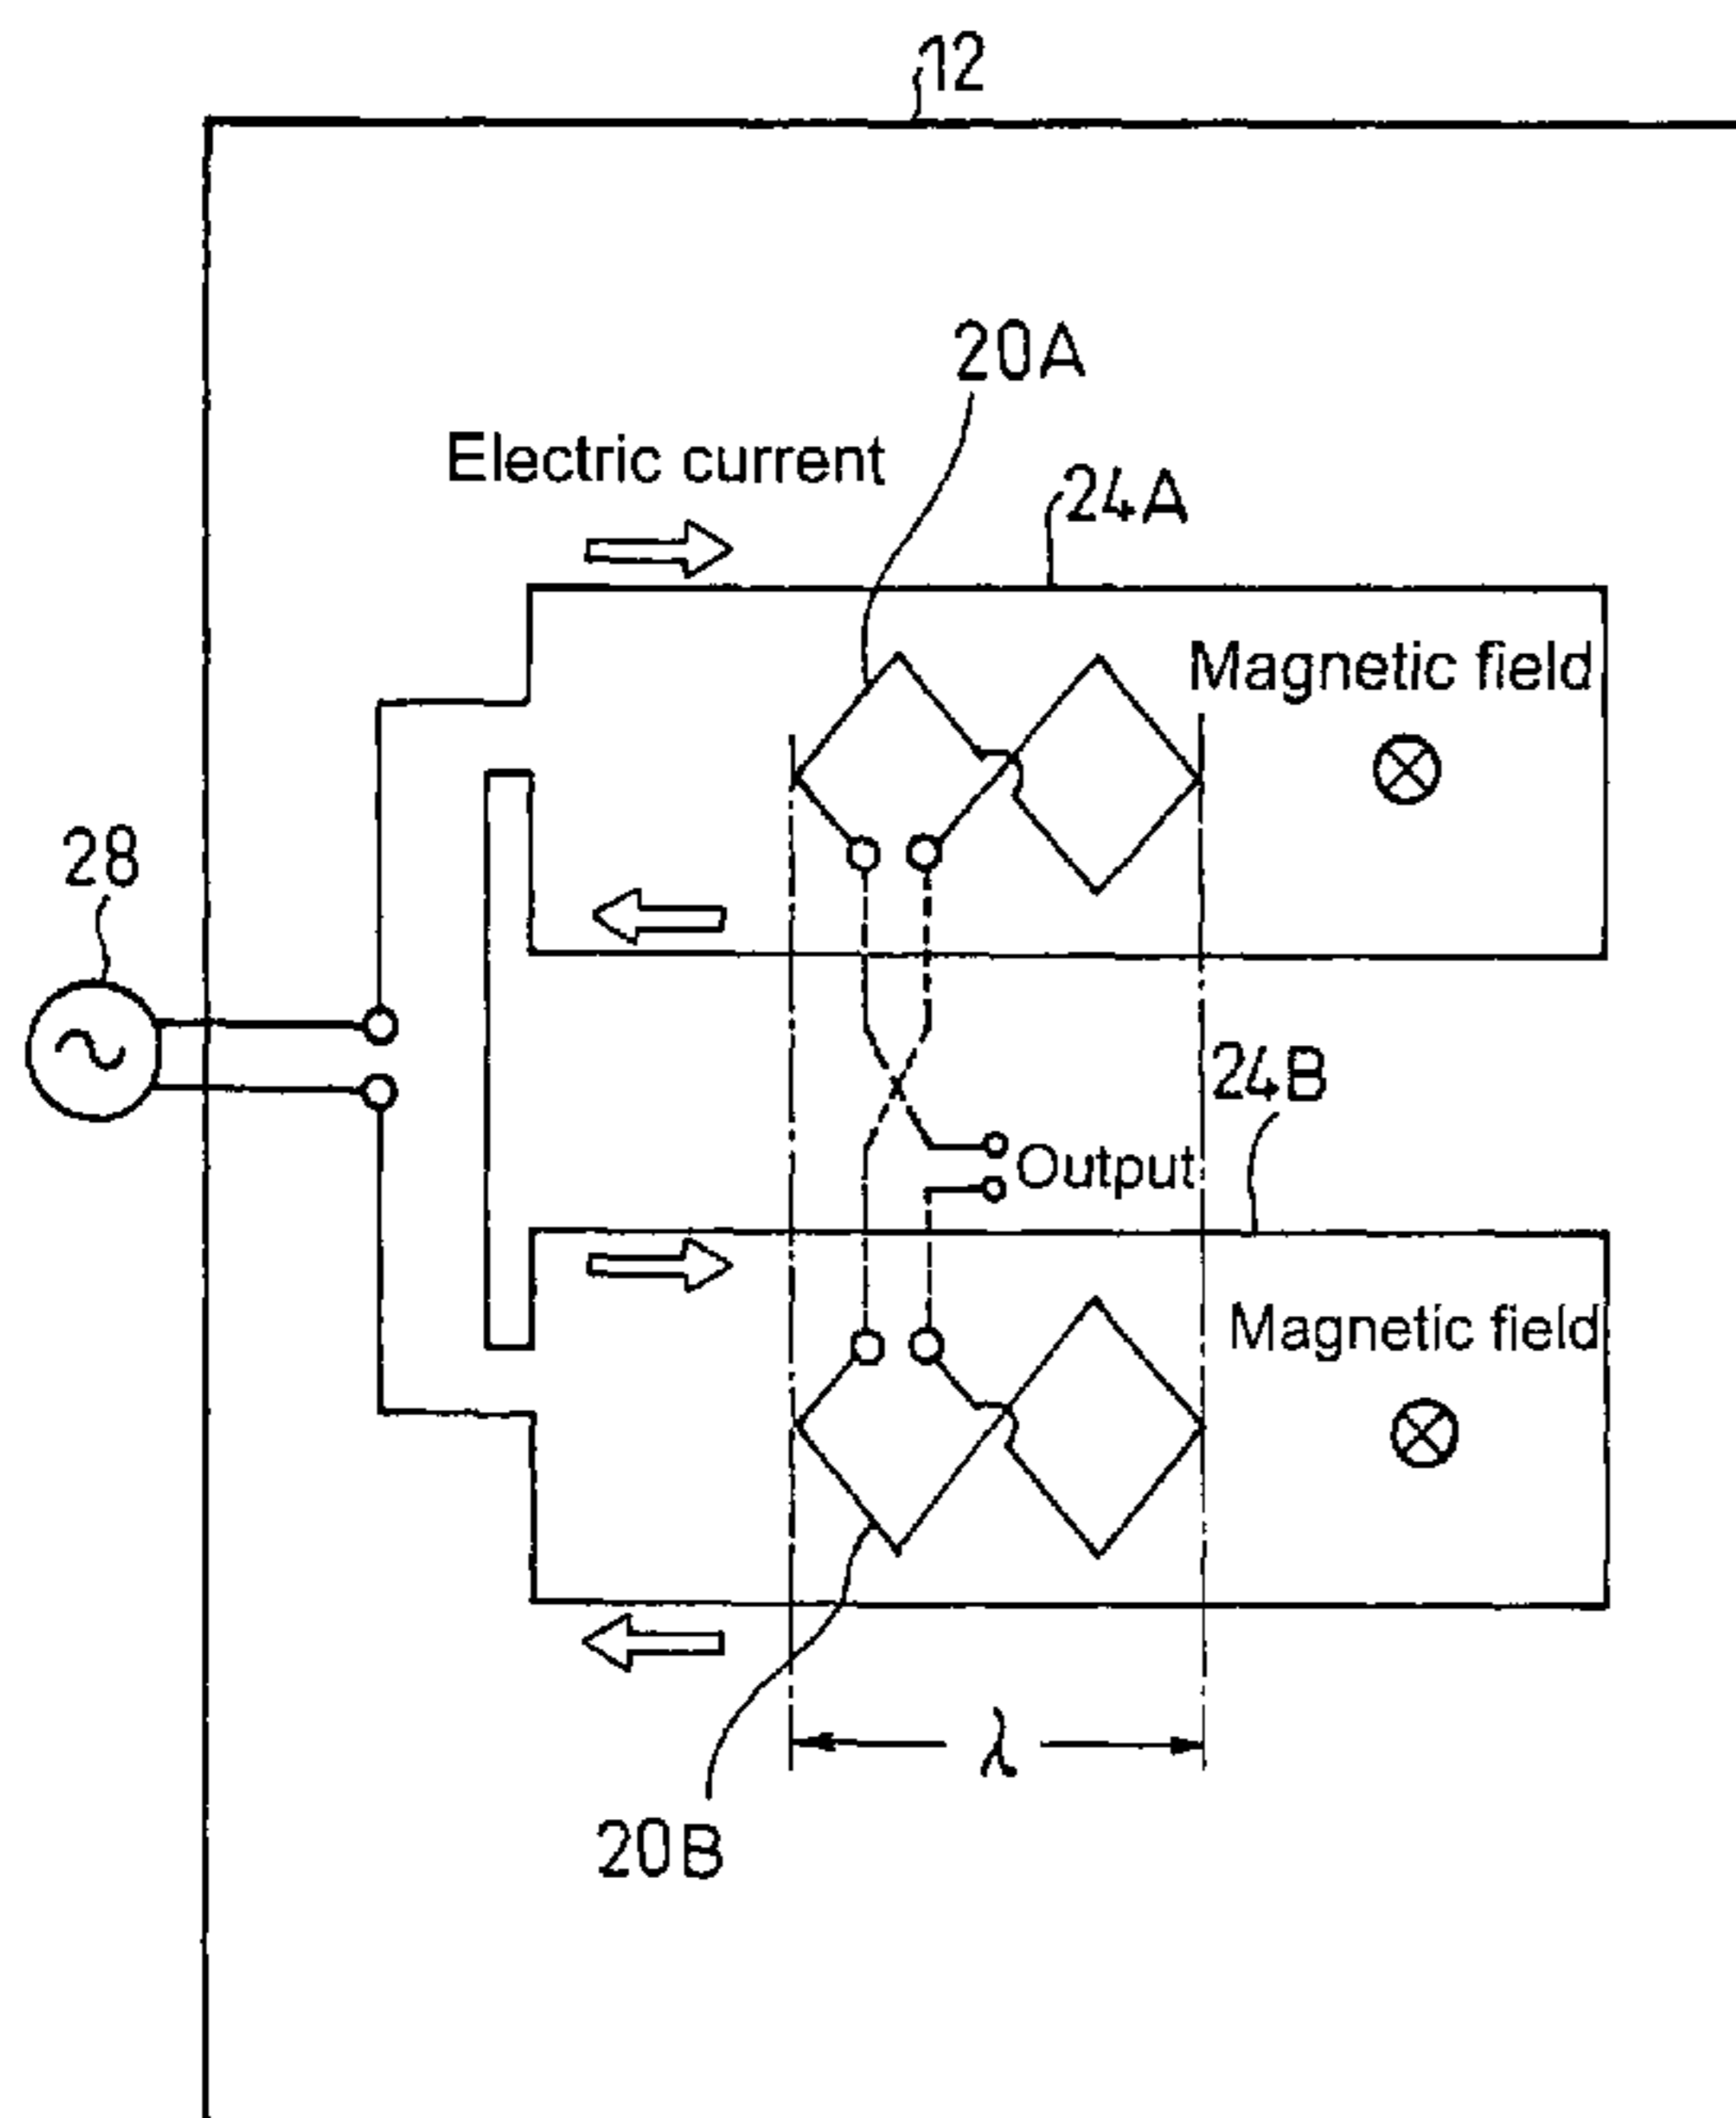 12
20A
Electric current
24A
Magnetic field
28
24B
Output
Magnetic field
λ
20B